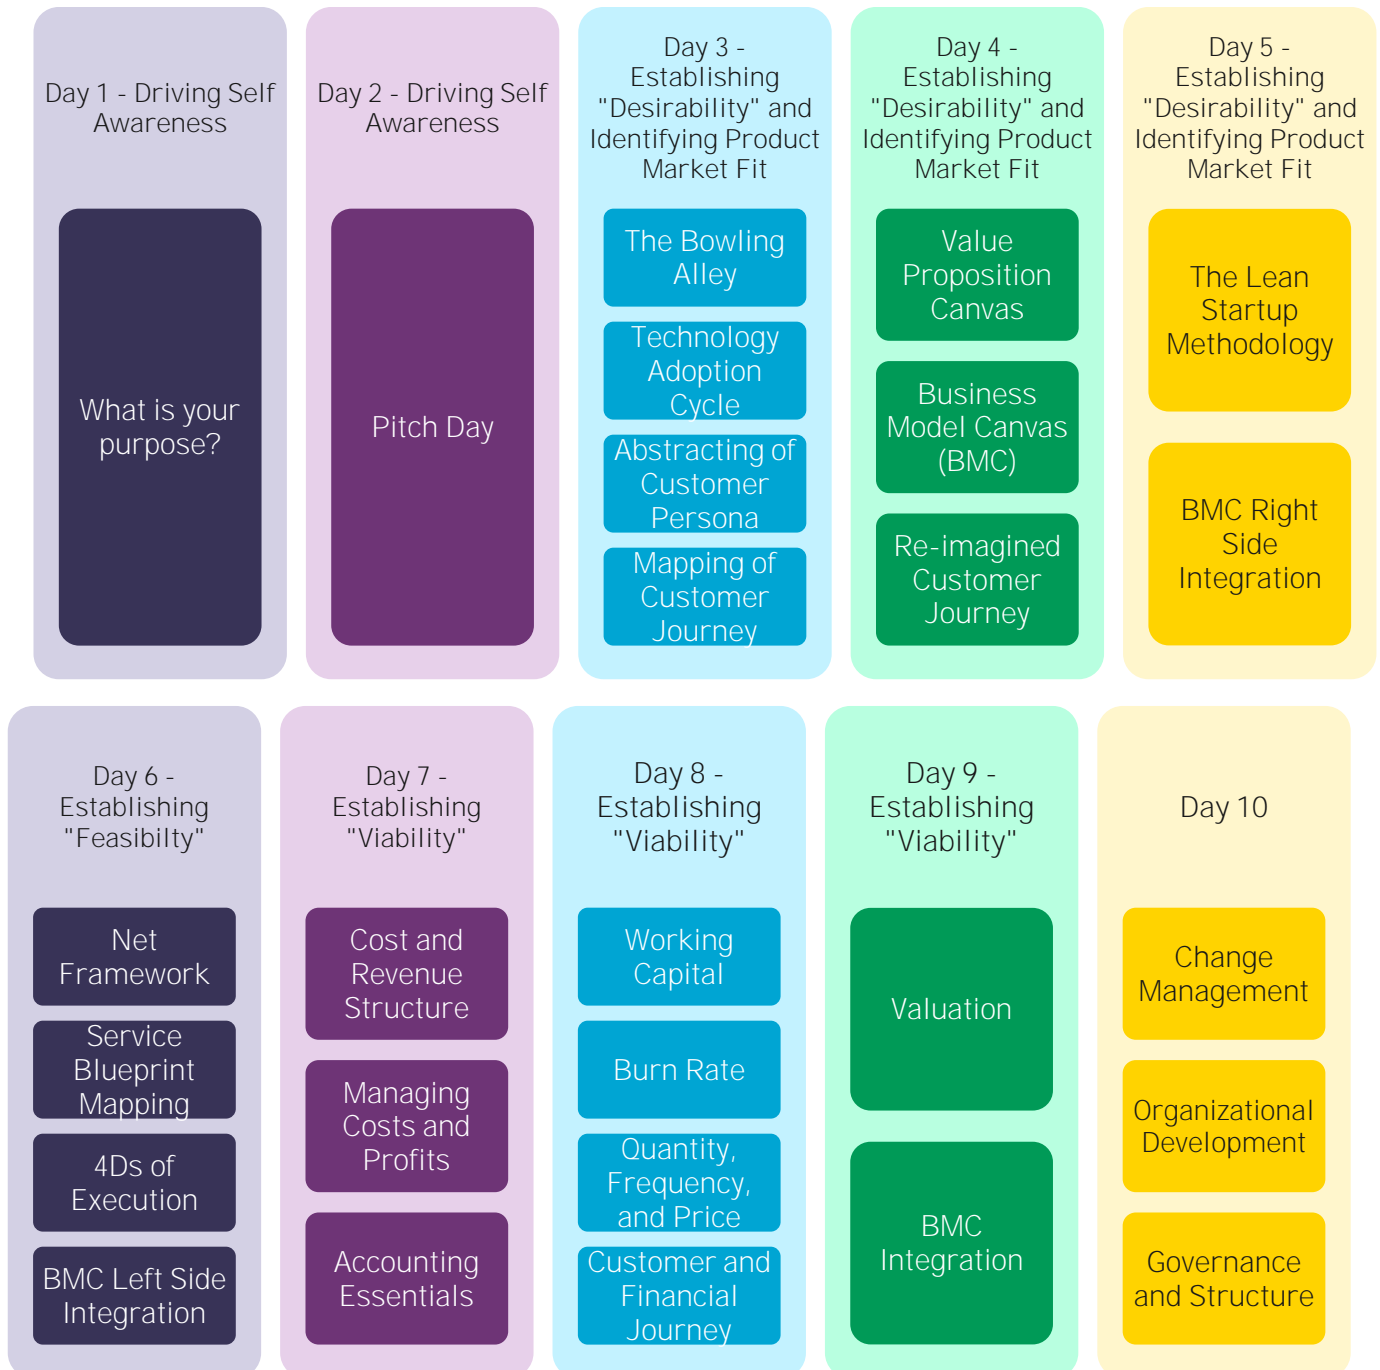 Day 1 - Driving Self
Awareness
What is your
purpose?
Day 2 - Driving Self
Awareness
Pitch Day
Day 3 -
Establishing
"Desirability" and
Identifying Product
Market Fit
The Bowling
Alley
Technology
Adoption
Cycle
Abstracting of
Customer
Persona
Mapping of
Customer
Journey
Day 4 -
Establishing
"Desirability" and
Identifying Product
Market Fit
Value
Proposition
Canvas
Business
Model Canvas
(BMC)
Re-imagined
Customer
Journey
Day 5 -
Establishing
"Desirability" and
Identifying Product
Market Fit
The Lean
Startup
Methodology
BMC Right
Side
Integration
Day 6 -
Establishing
"Feasibilty"
Net
Framework
Service
Blueprint
Mapping
4Ds of
Execution
BMC Left Side
Integration
Day 7 -
Establishing
"Viability"
Cost and
Revenue
Structure
Managing
Costs and
Profits
Accounting
Essentials
Day 8 -
Establishing
"Viability"
Working
Capital
Burn Rate
Quantity,
Frequency,
and Price
Customer and
Financial
Journey
Day 9 -
Establishing
"Viability"
Valuation
BMC
Integration
Day 10
Change
Management
Organizational
Development
Governance
and Structure